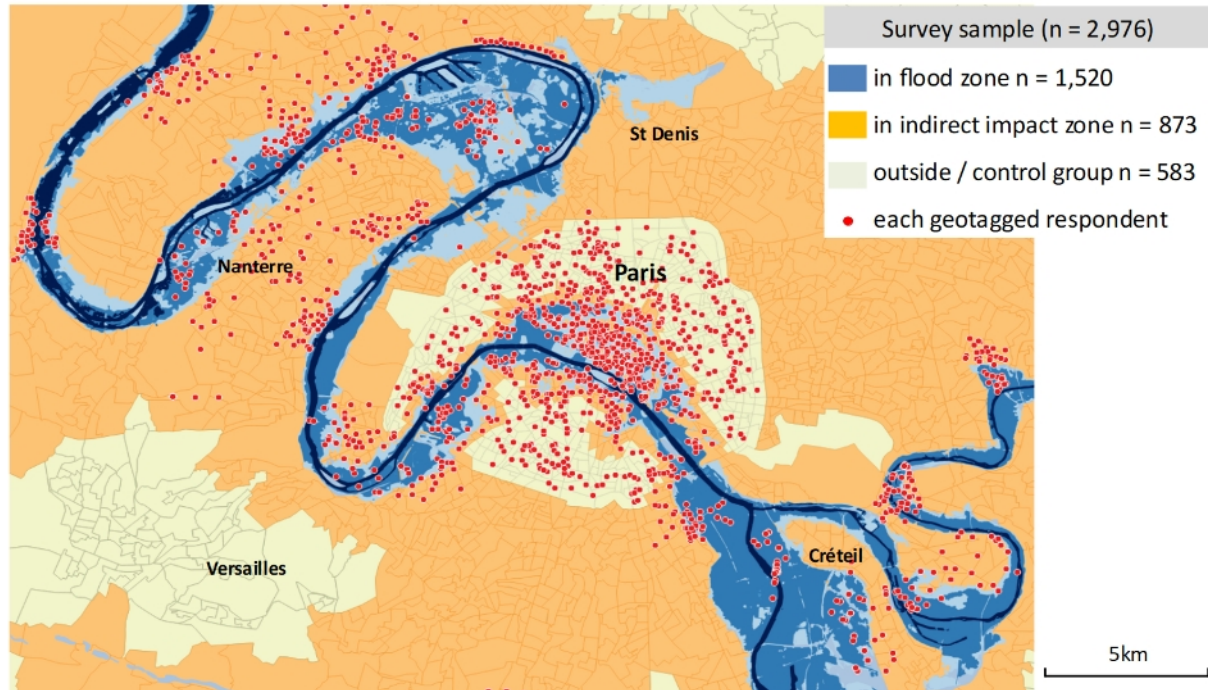 Survey sample (n = 2,976)
in flood zone n = 1,520
in indirect impact zone n = 873
outside / control group n = 583
each geotagged respondent
St Denis
Nanterre
Paris
Versailles
Créteil
5km